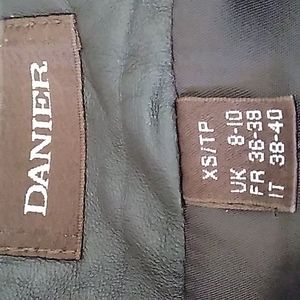 DANIER
XS/TP
UK 8-10
FR 36-38
IT 38-40